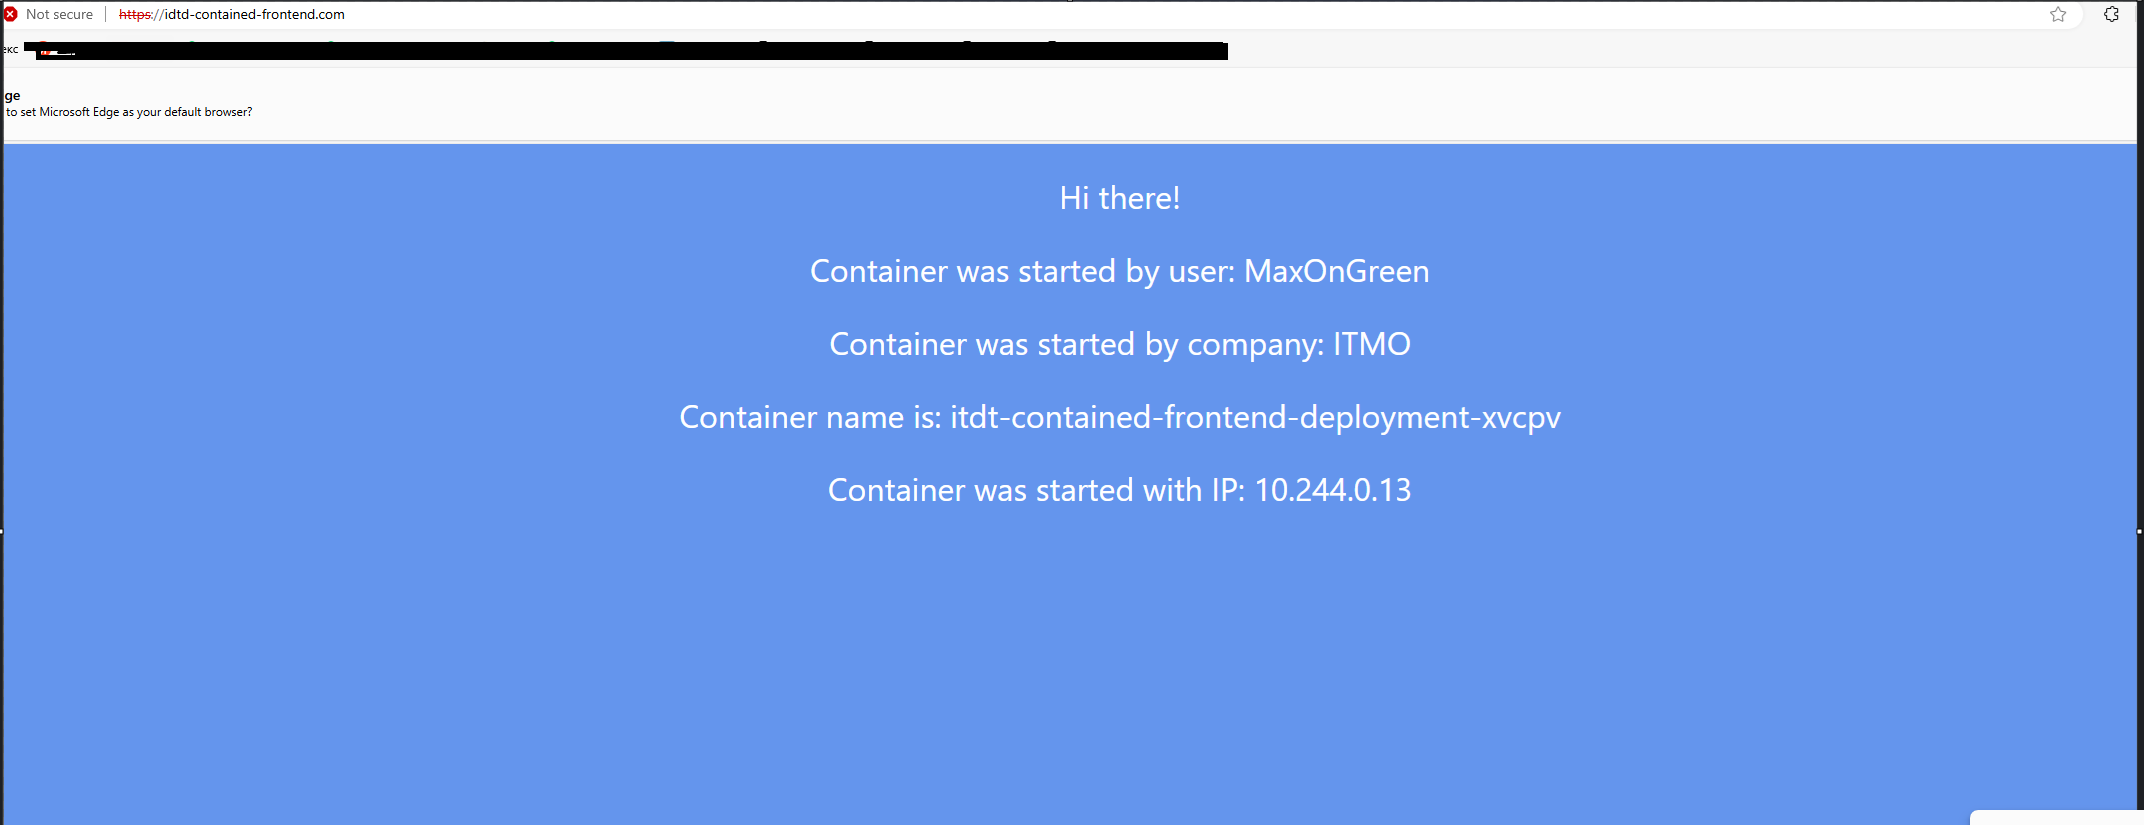 Not secure https://idtd-contained-frontend.com
екс
ge
to set Microsoft Edge as your default browser?
Hi there!
Container was started by user: MaxOnGreen
Container was started by company: ITMO
Container name is: itdt-contained-frontend-deployment-xvcpv
Container was started with IP: 10.244.0.13